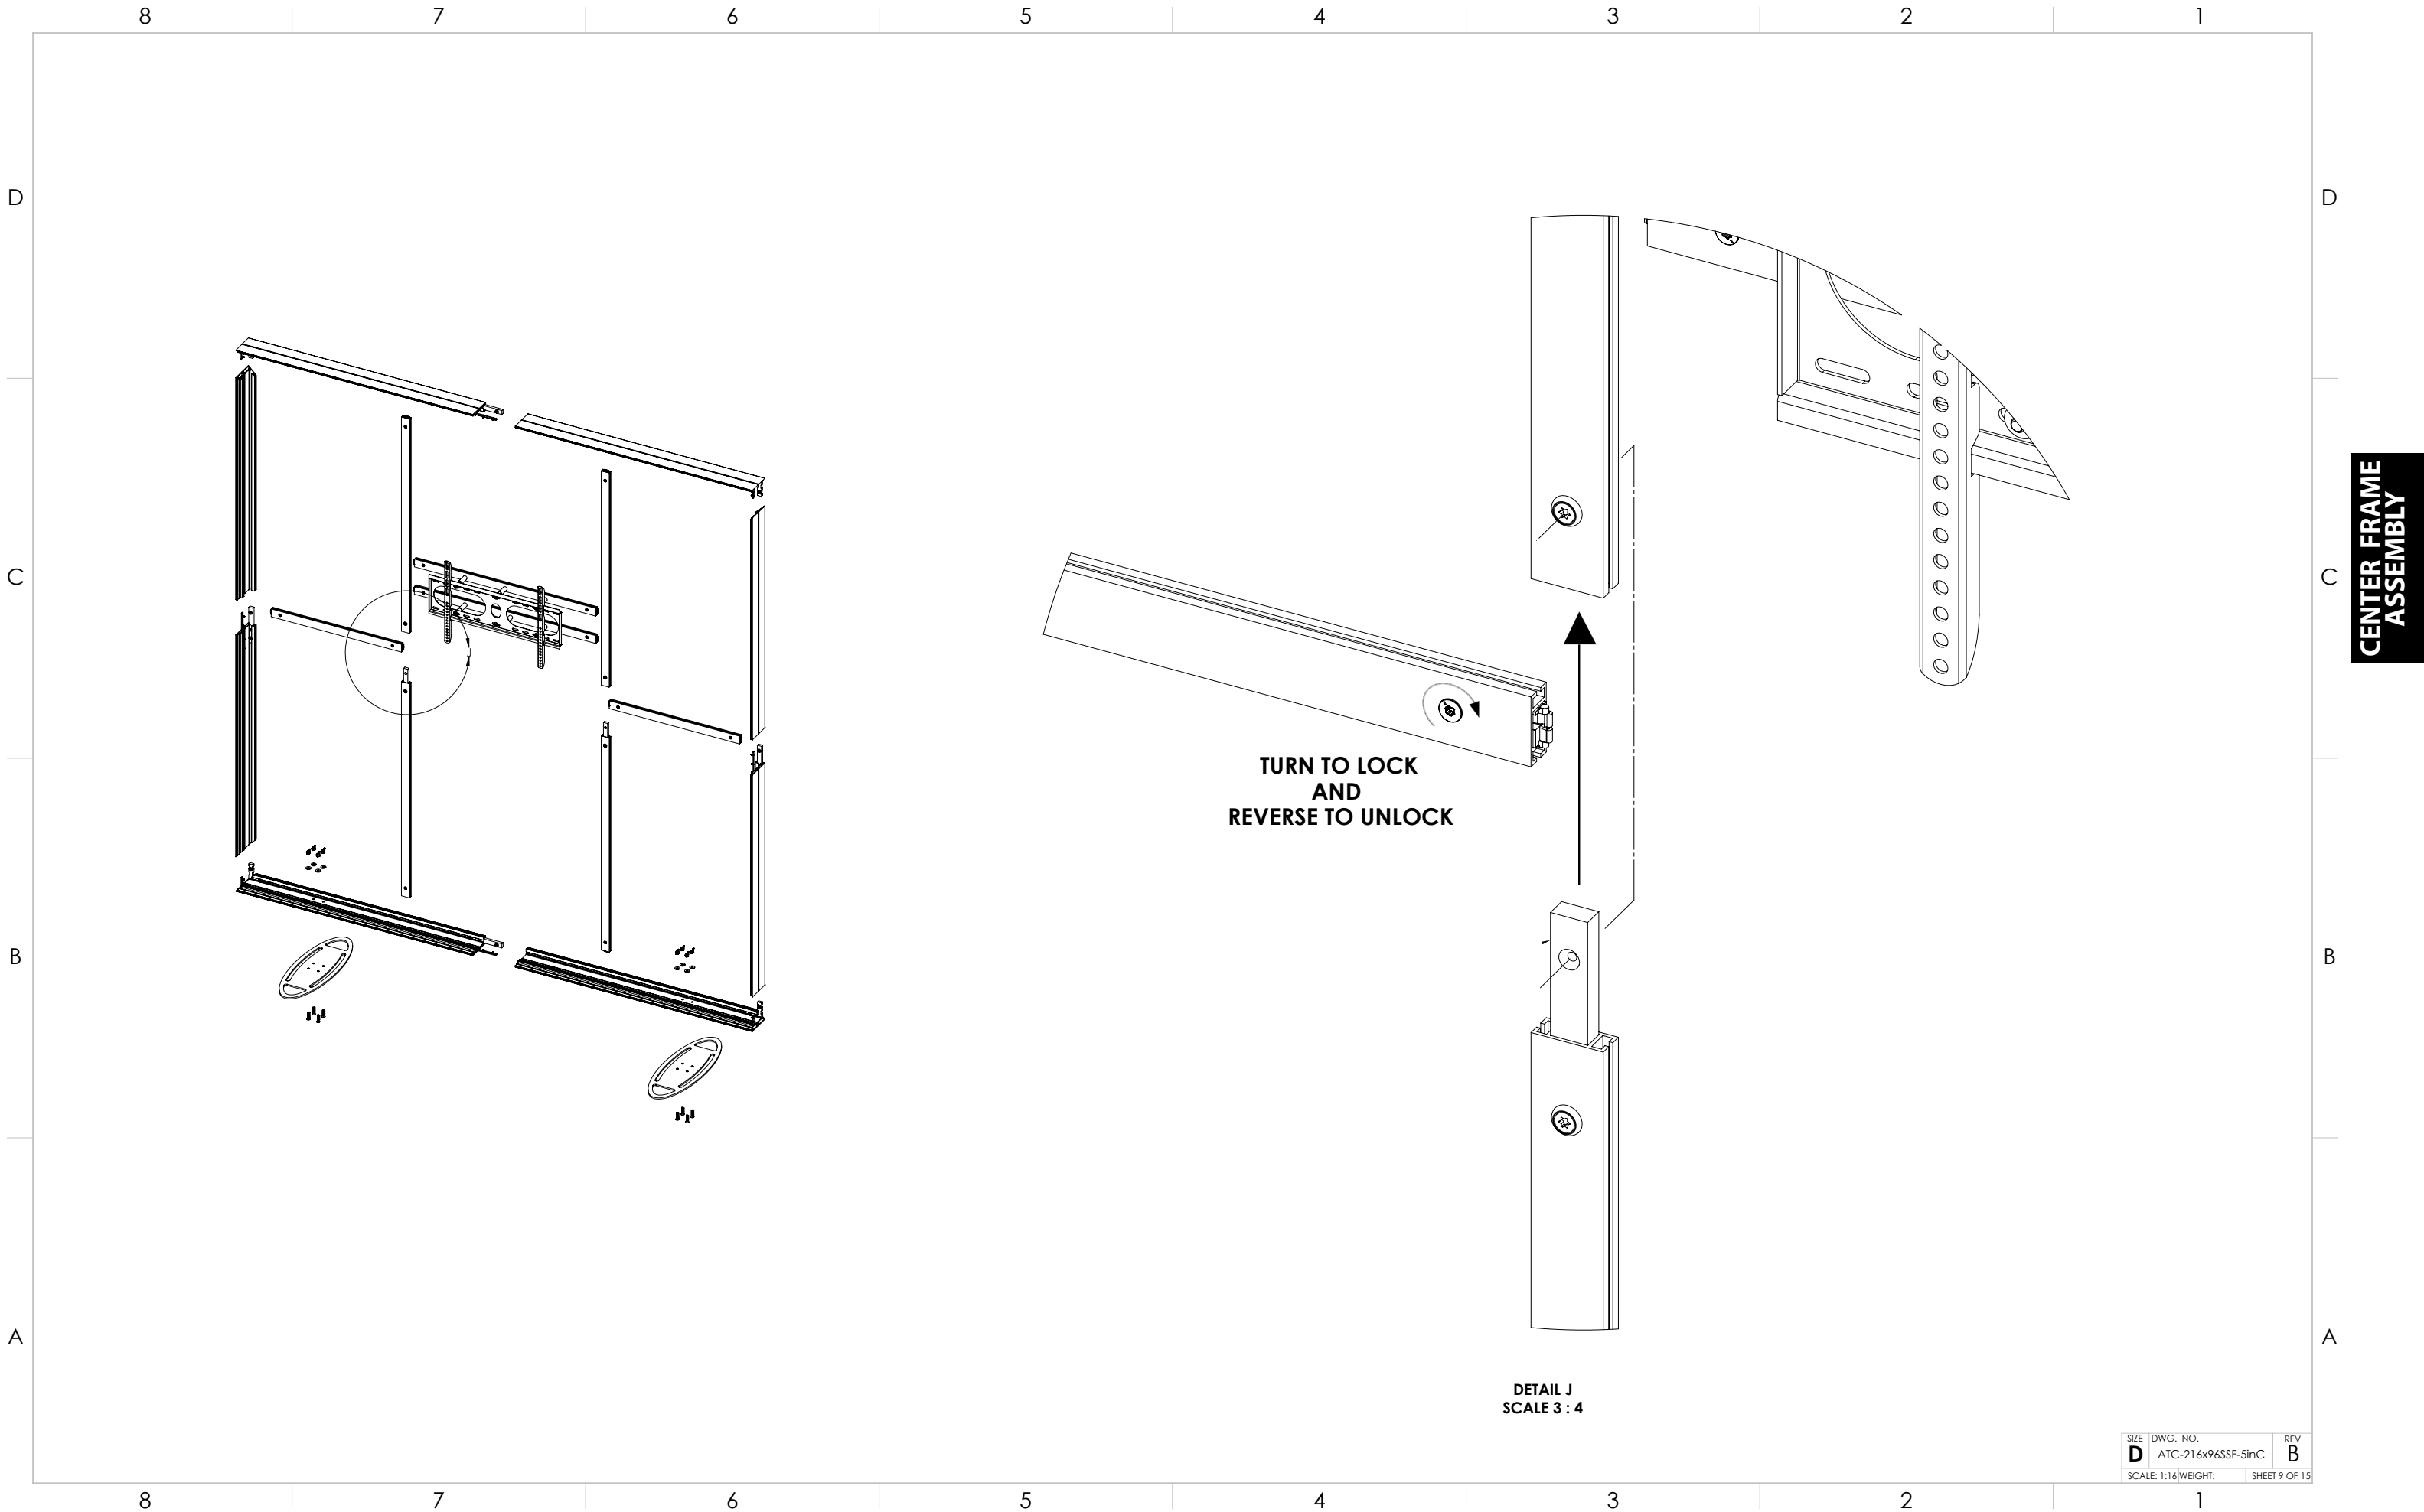 8 7 6 5 4 3 2 1
D D
CENTER FRAME
ASSEMBLY
C C
J
TURN TO LOCK
AND
REVERSE TO UNLOCK
B B
A A
DETAIL J
SCALE 3 : 4
SIZE DWG. NO. REV
D ATC-216x96SSF-5inC B
SCALE: 1:16 WEIGHT: SHEET 9 OF 15
8 7 6 5 4 3 2 1